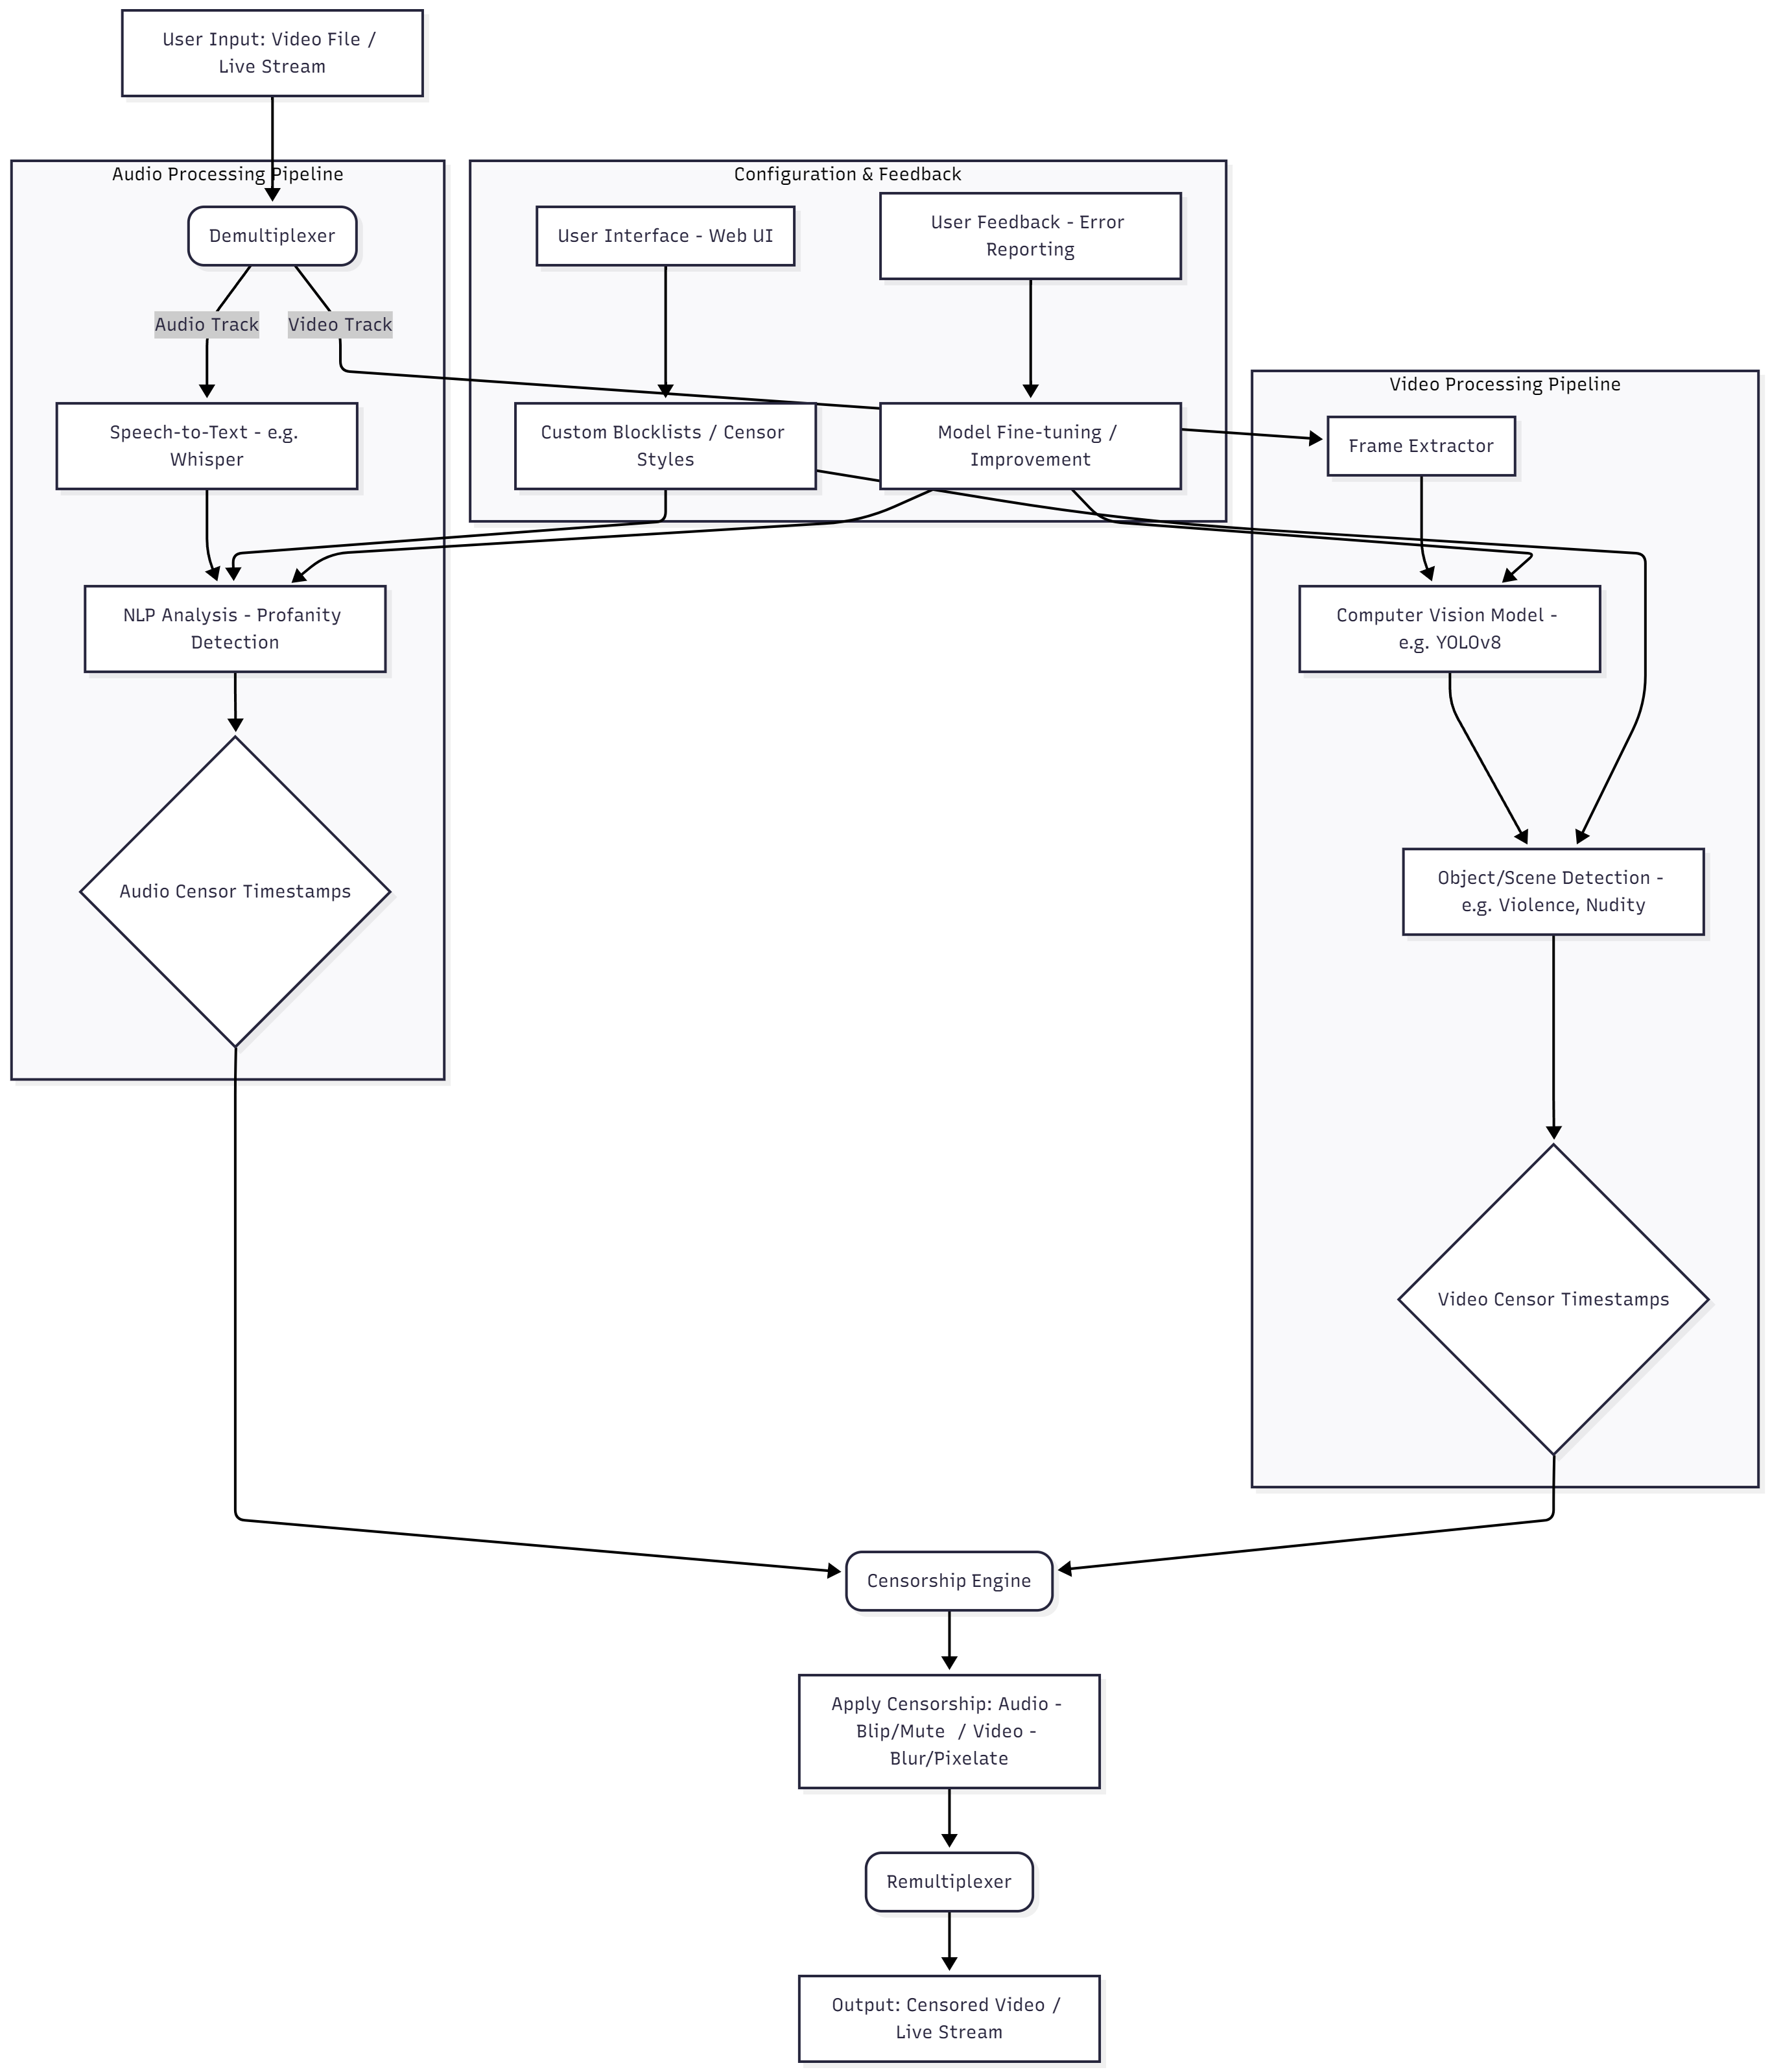 User Input: Video File /
Live Stream
Audio Processing Pipeline
Demultiplexer
Audio Track
Video Track
Speech-to-Text - e.g.
Whisper
NLP Analysis - Profanity
Detection
Audio Censor Timestamps
Configuration & Feedback
User Interface - Web UI
User Feedback - Error
Reporting
Custom Blocklists / Censor
Styles
Model Fine-tuning /
Improvement
Video Processing Pipeline
Frame Extractor
Computer Vision Model -
e.g. YOLOv8
Object/Scene Detection -
e.g. Violence, Nudity
Video Censor Timestamps
Censorship Engine
Apply Censorship: Audio -
Blip/Mute / Video -
Blur/Pixelate
Remultiplexer
Output: Censored Video /
Live Stream